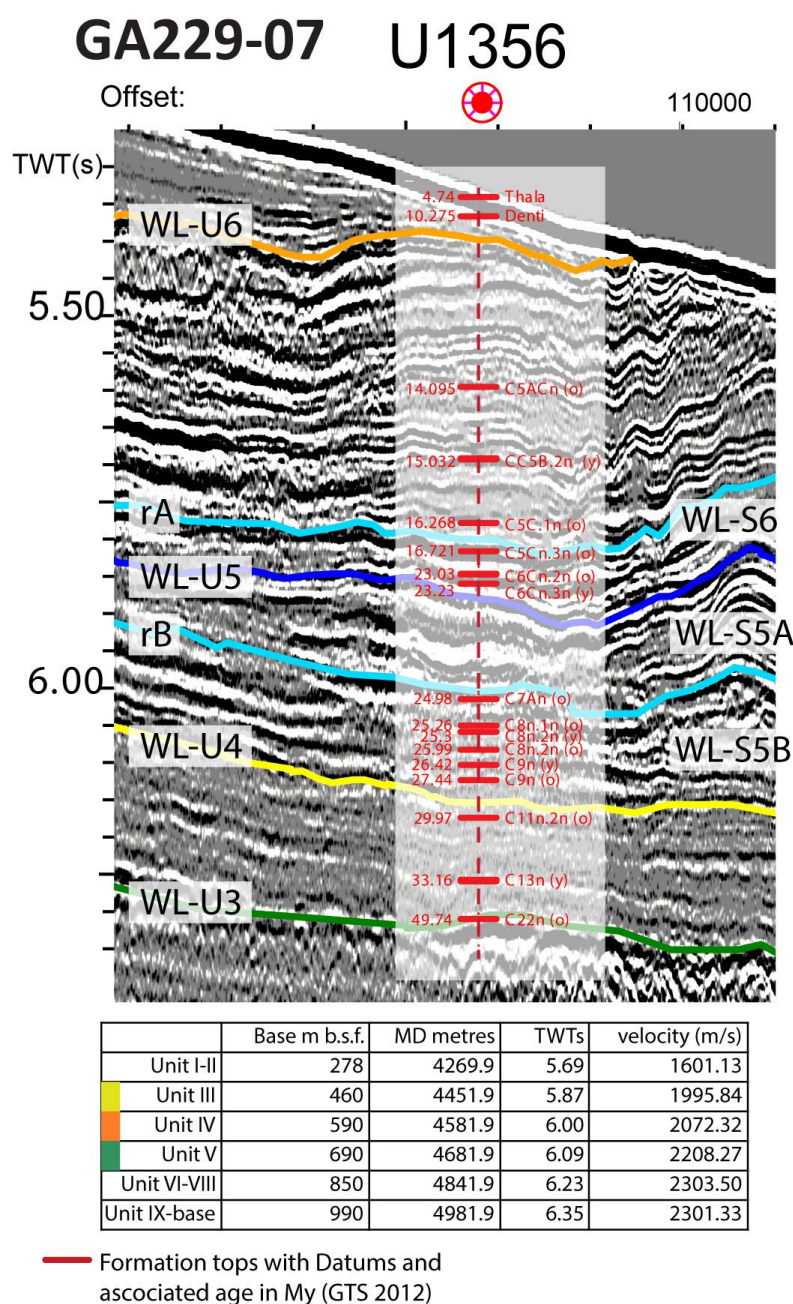 GA229-07 U1356
Offset: 110000
TWT(s)
4.74 Thala
10.275 Denti
WL-U6
5.50
14.095 C5ACn (o)
15.032 CC5B.2n (y)
rA
16.268 C5C.1n (o)
WL-S6
16.721 C5Cn.3n (o)
WL-U5
23.03 C6Cn.2n (o)
23.23 C6Cn.3n (y)
rB
WL-S5A
6.00
24.98 C7An (o)
25.26 C8n.1n (o)
25.3 C8n.2n (y)
WL-U4
25.99 C8n.2n (o)
WL-S5B
26.42 C9n (y)
27.44 C9n (o)
29.97 C11n.2n (o)
33.16 C13n (y)
WL-U3
49.74 C22n (o)
Base m b.s.f. MD metres TWTs velocity (m/s)
Unit I-II 278 4269.9 5.69 1601.13
Unit III 460 4451.9 5.87 1995.84
Unit IV 590 4581.9 6.00 2072.32
Unit V 690 4681.9 6.09 2208.27
Unit VI-VIII 850 4841.9 6.23 2303.50
Unit IX-base 990 4981.9 6.35 2301.33
Formation tops with Datums and
ascociated age in My (GTS 2012)